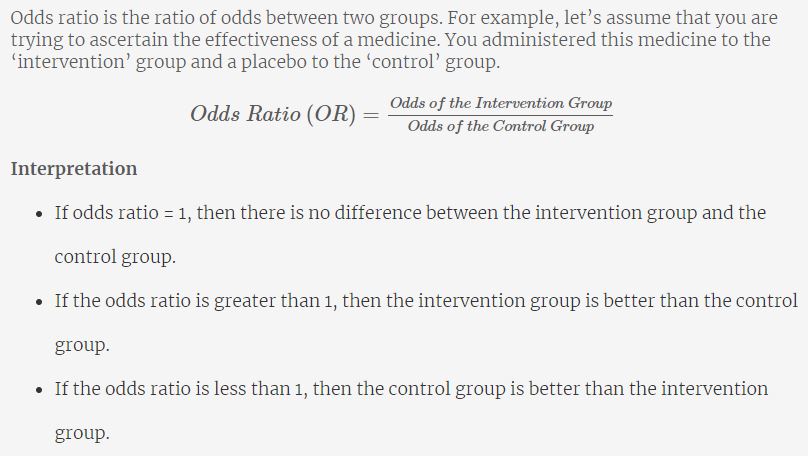 Odds ratio is the ratio of odds between two groups. For example, let’s assume that you are
trying to ascertain the effectiveness of a medicine. You administered this medicine to the
‘intervention’ group and a placebo to the ‘control’ group.
Odds Ratio (OR) = Odds of the Intervention Group / Odds of the Control Group
Interpretation
• If odds ratio = 1, then there is no difference between the intervention group and the
control group.
• If the odds ratio is greater than 1, then the intervention group is better than the control
group.
• If the odds ratio is less than 1, then the control group is better than the intervention
group.